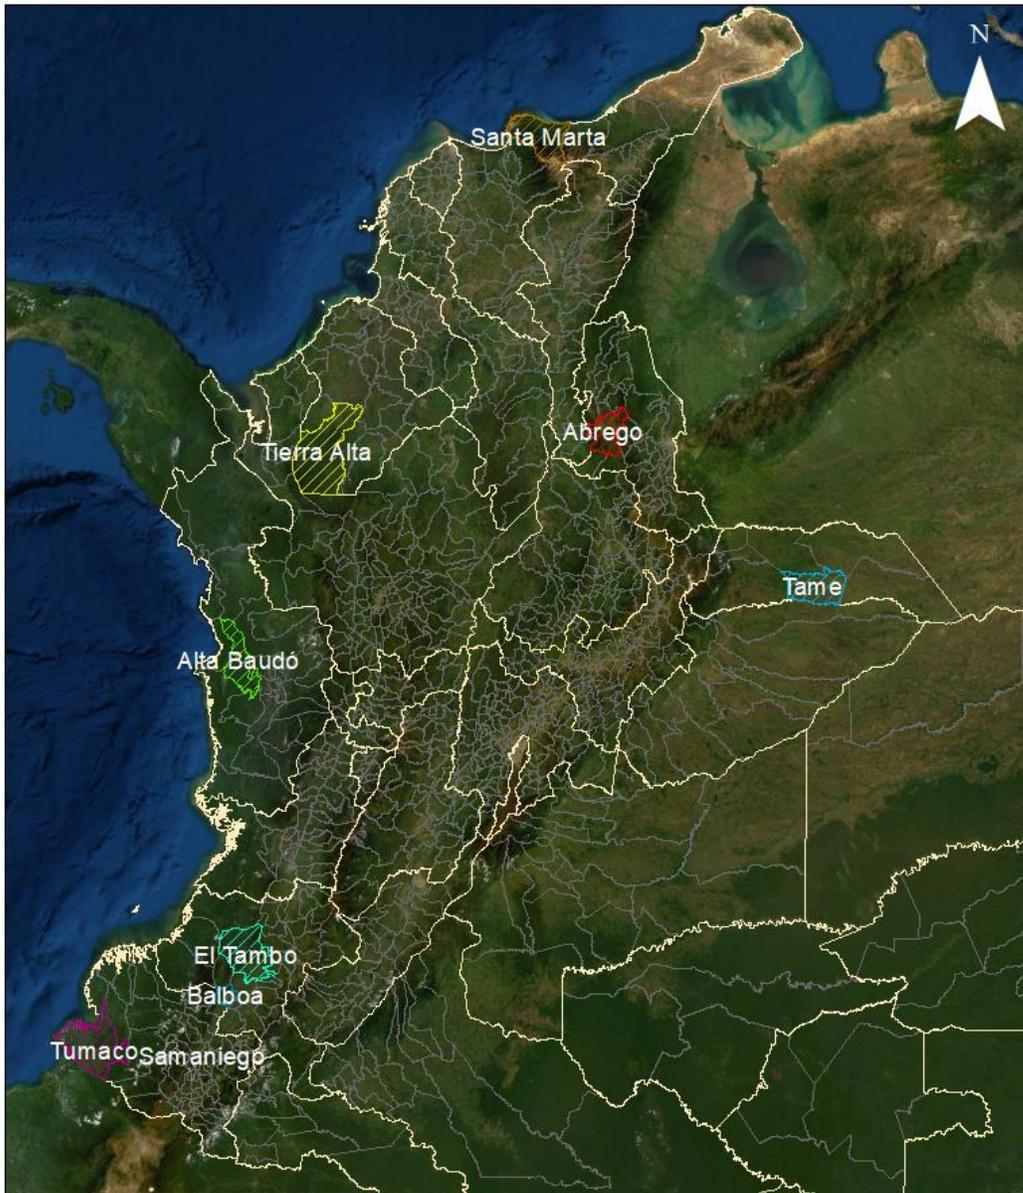 N
Santa Marta
Abrego
Tierra Alta
Tame
Alta Baudó
El Tambo
Balboa
Tumaco
Samaniego